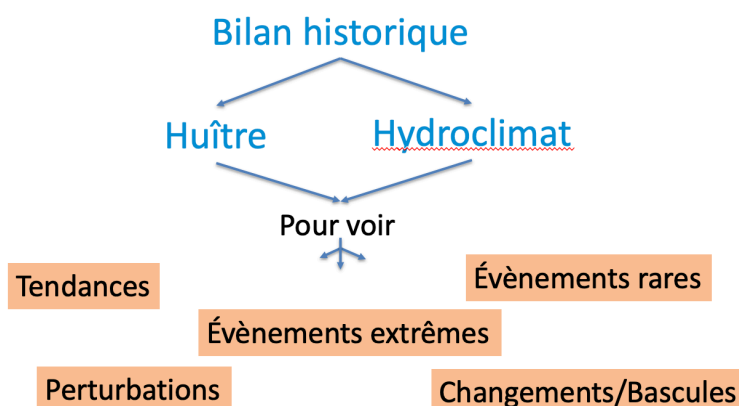 Bilan historique
Huître
Hydroclimat
Pour voir
Tendances
Évènements rares
Évènements extrêmes
Perturbations
Changements/Bascules